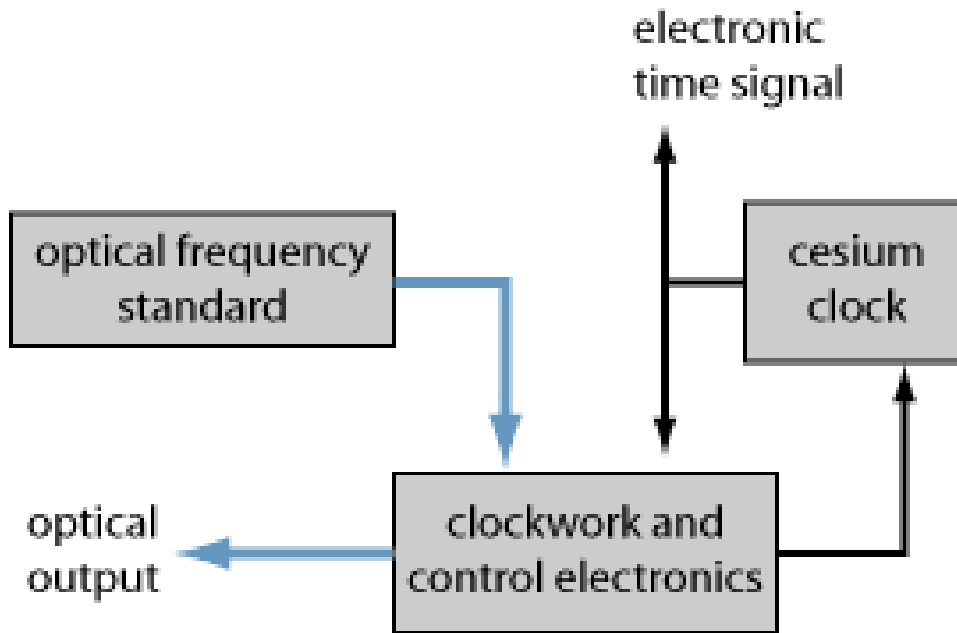 electronic
time signal
optical frequency
standard
cesium
clock
optical
output
clockwork and
control electronics